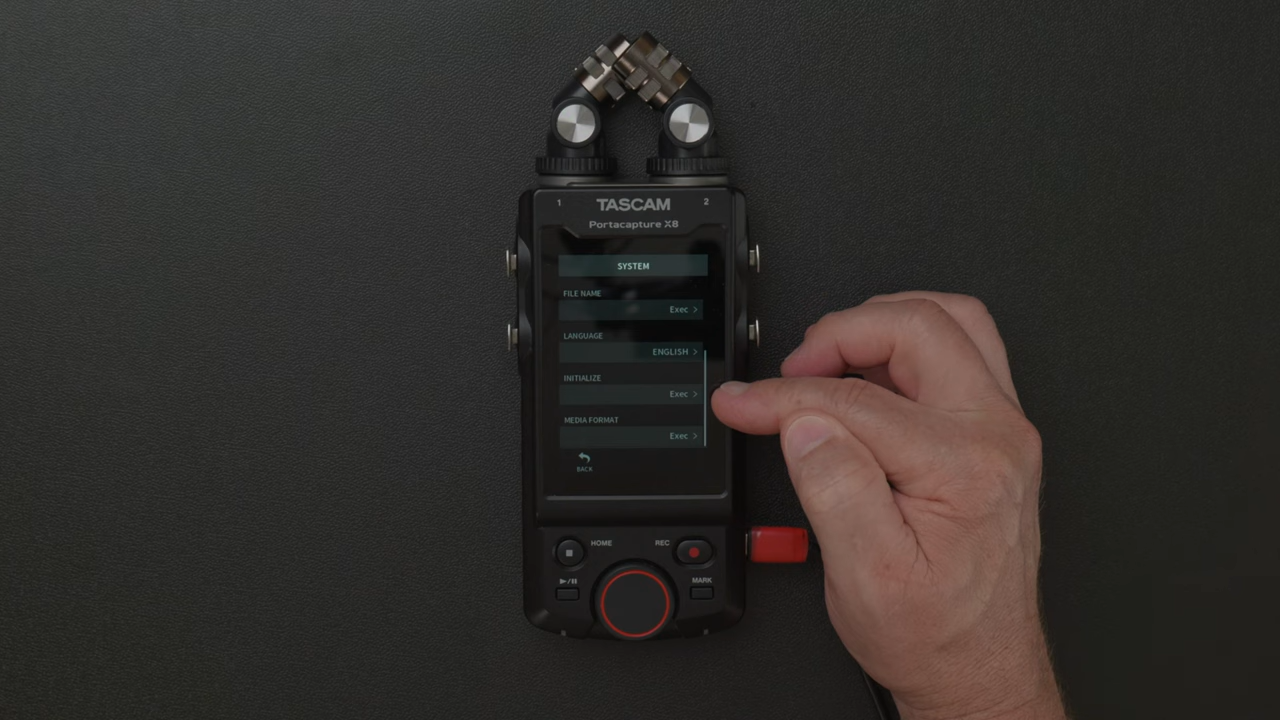 1 TASCAM 2
Portacapture X8
SYSTEM
FILE NAME
Exec >
LANGUAGE
ENGLISH >
INITIALIZE
Exec >
MEDIA FORMAT
Exec >
BACK
HOME REC
MARK